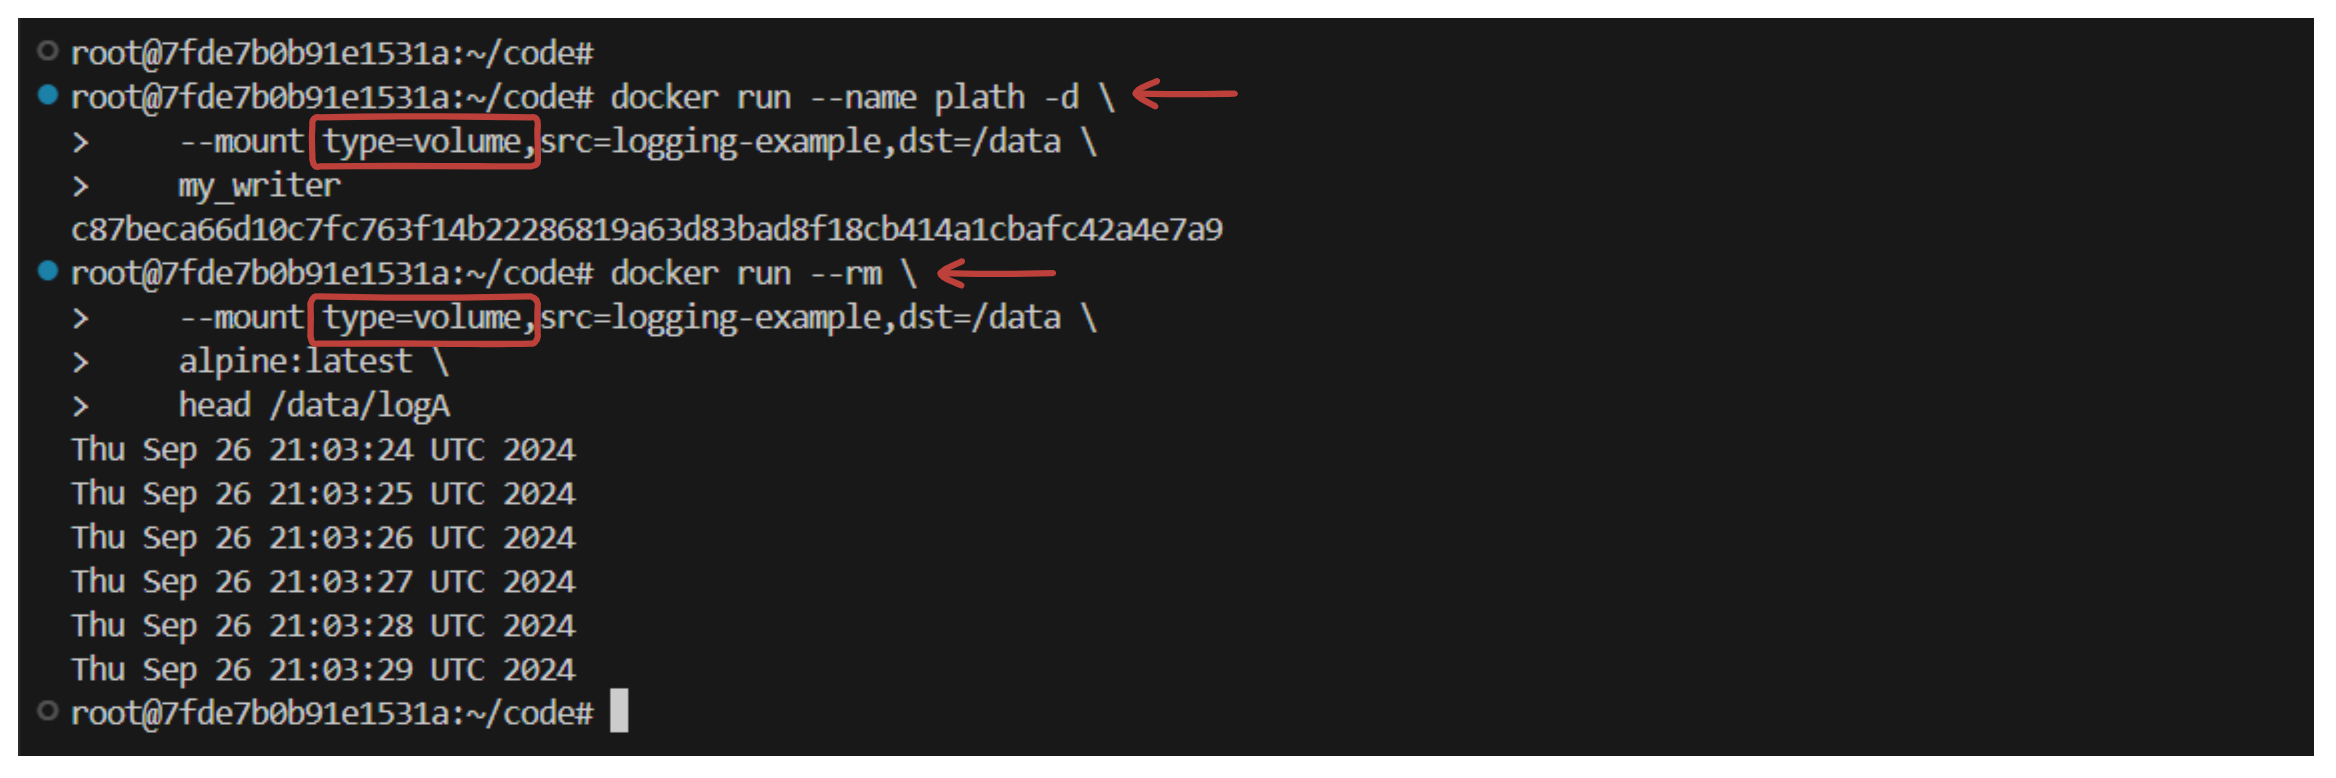 root@7fde7b0b91e1531a:~/code#
root@7fde7b0b91e1531a:~/code# docker run --name plath -d \
>     --mount type=volume,src=logging-example,dst=/data \
>     my_writer
c87beca66d10c7fc763f14b22286819a63d83bad8f18cb414a1cbafc42a4e7a9
root@7fde7b0b91e1531a:~/code# docker run --rm \
>     --mount type=volume,src=logging-example,dst=/data \
>     alpine:latest \
>     head /data/logA
Thu Sep 26 21:03:24 UTC 2024
Thu Sep 26 21:03:25 UTC 2024
Thu Sep 26 21:03:26 UTC 2024
Thu Sep 26 21:03:27 UTC 2024
Thu Sep 26 21:03:28 UTC 2024
Thu Sep 26 21:03:29 UTC 2024
root@7fde7b0b91e1531a:~/code#